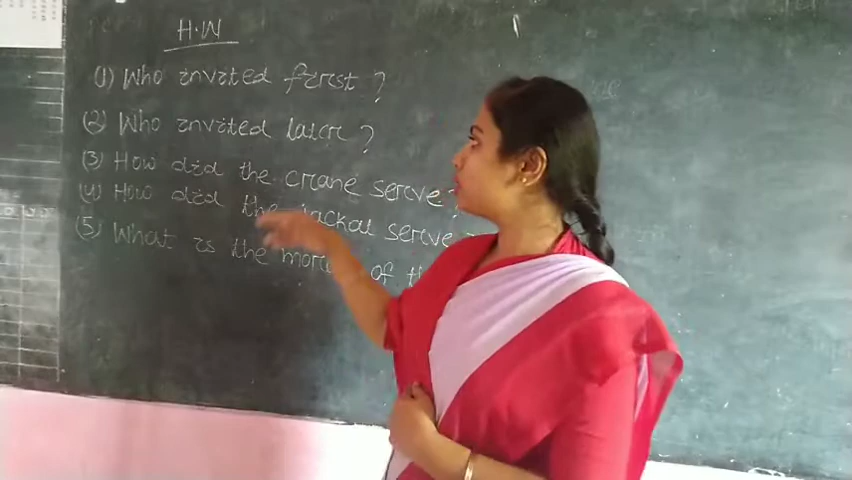 H.W
(1) Who invited first ?
(2) Who invited later ?
(3) How did the crane serve ?
(4) How did the jackal serve
(5) What is the of